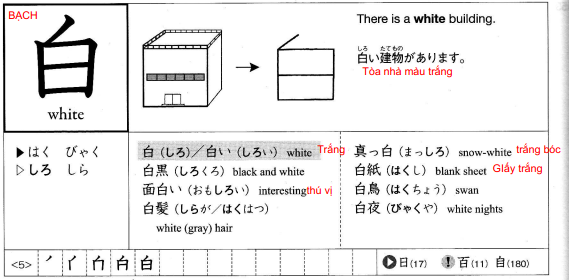 BẠCH
白
white
There is a white building.
しろ たてもの
白い建物があります。
Tòa nhà màu trắng
▶はく びゃく
▷しろ しら
白（しろ）／白い（しろい） white Trắng
白黒（しろくろ） black and white
面白い（おもしろい） interesting thú vị
白髪（しらが／はくはつ）
white (gray) hair
真っ白（まっしろ） snow-white trắng bóc
白紙（はくし） blank sheet GIấy trắng
白鳥（はくちょう） swan
白夜（びゃくや） white nights
<5>
▶日(17) ! 百(11) 自(180)